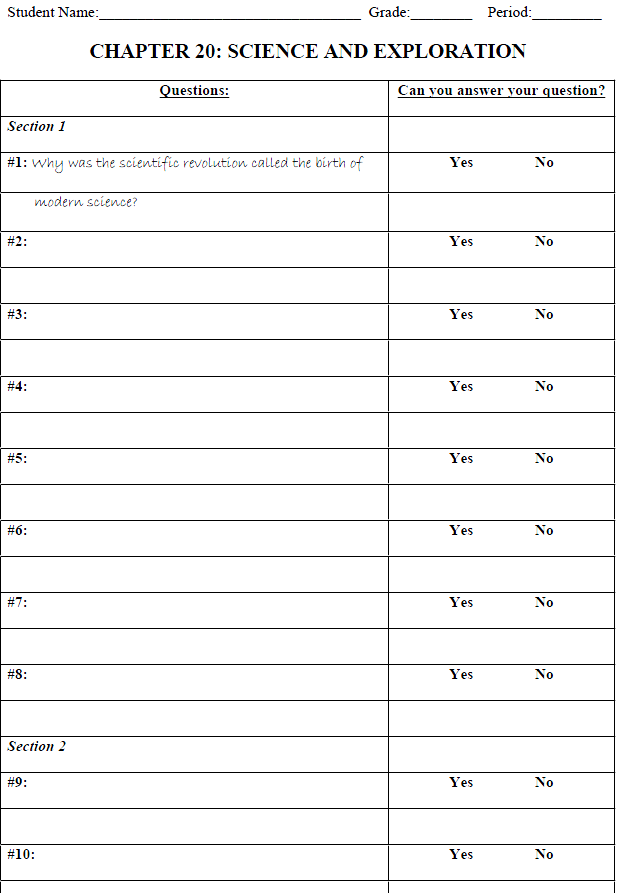 Student Name:___________________________________ Grade:________ Period:_________
CHAPTER 20: SCIENCE AND EXPLORATION
Questions: Can you answer your question?
Section 1
#1: Why was the scientific revolution called the birth of Yes No
modern science?
#2: Yes No
#3: Yes No
#4: Yes No
#5: Yes No
#6: Yes No
#7: Yes No
#8: Yes No
Section 2
#9: Yes No
#10: Yes No